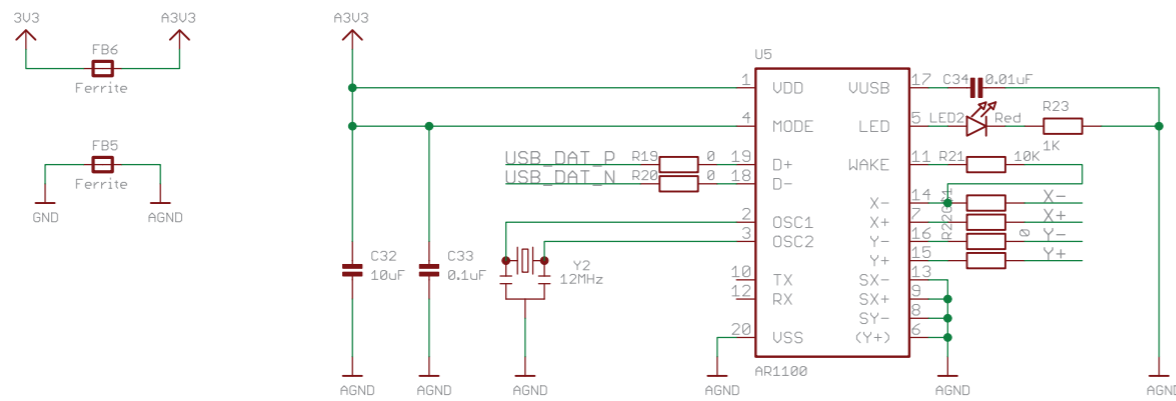 3V3
A3V3
FB6
Ferrite
FB5
Ferrite
GND
AGND
A3V3
U5
1 VDD
VUSB 17
C34 0.01uF
4 MODE
LED 5
LED2 Red
R23
1K
USB_DAT_P
R19 0
19 D+
WAKE 11
R21 10K
USB_DAT_N
R20 0
18 D-
X- 14
X-
2 OSC1
X+ 7
X+
3 OSC2
Y- 16
0 Y-
Y+ 15
Y+
C32
10uF
C33
0.1uF
Y2
12MHz
10 TX
SX- 13
12 RX
SX+ 9
SY- 8
20 VSS
(Y+) 6
AR1100
AGND
AGND
AGND
AGND
AGND
AGND